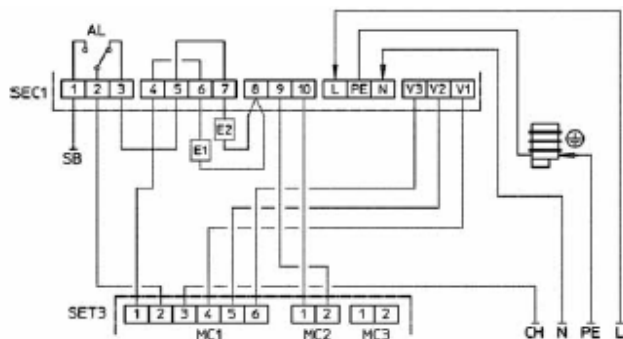 AL
1 2 3 4 5 6 7 8 9 10 L PE N V3 V2 V1
SEC1
E2
E1
SB
SET3
1 2 3 4 5 6 1 2 1 2
MC1 MC2 MC3
CH N PE L